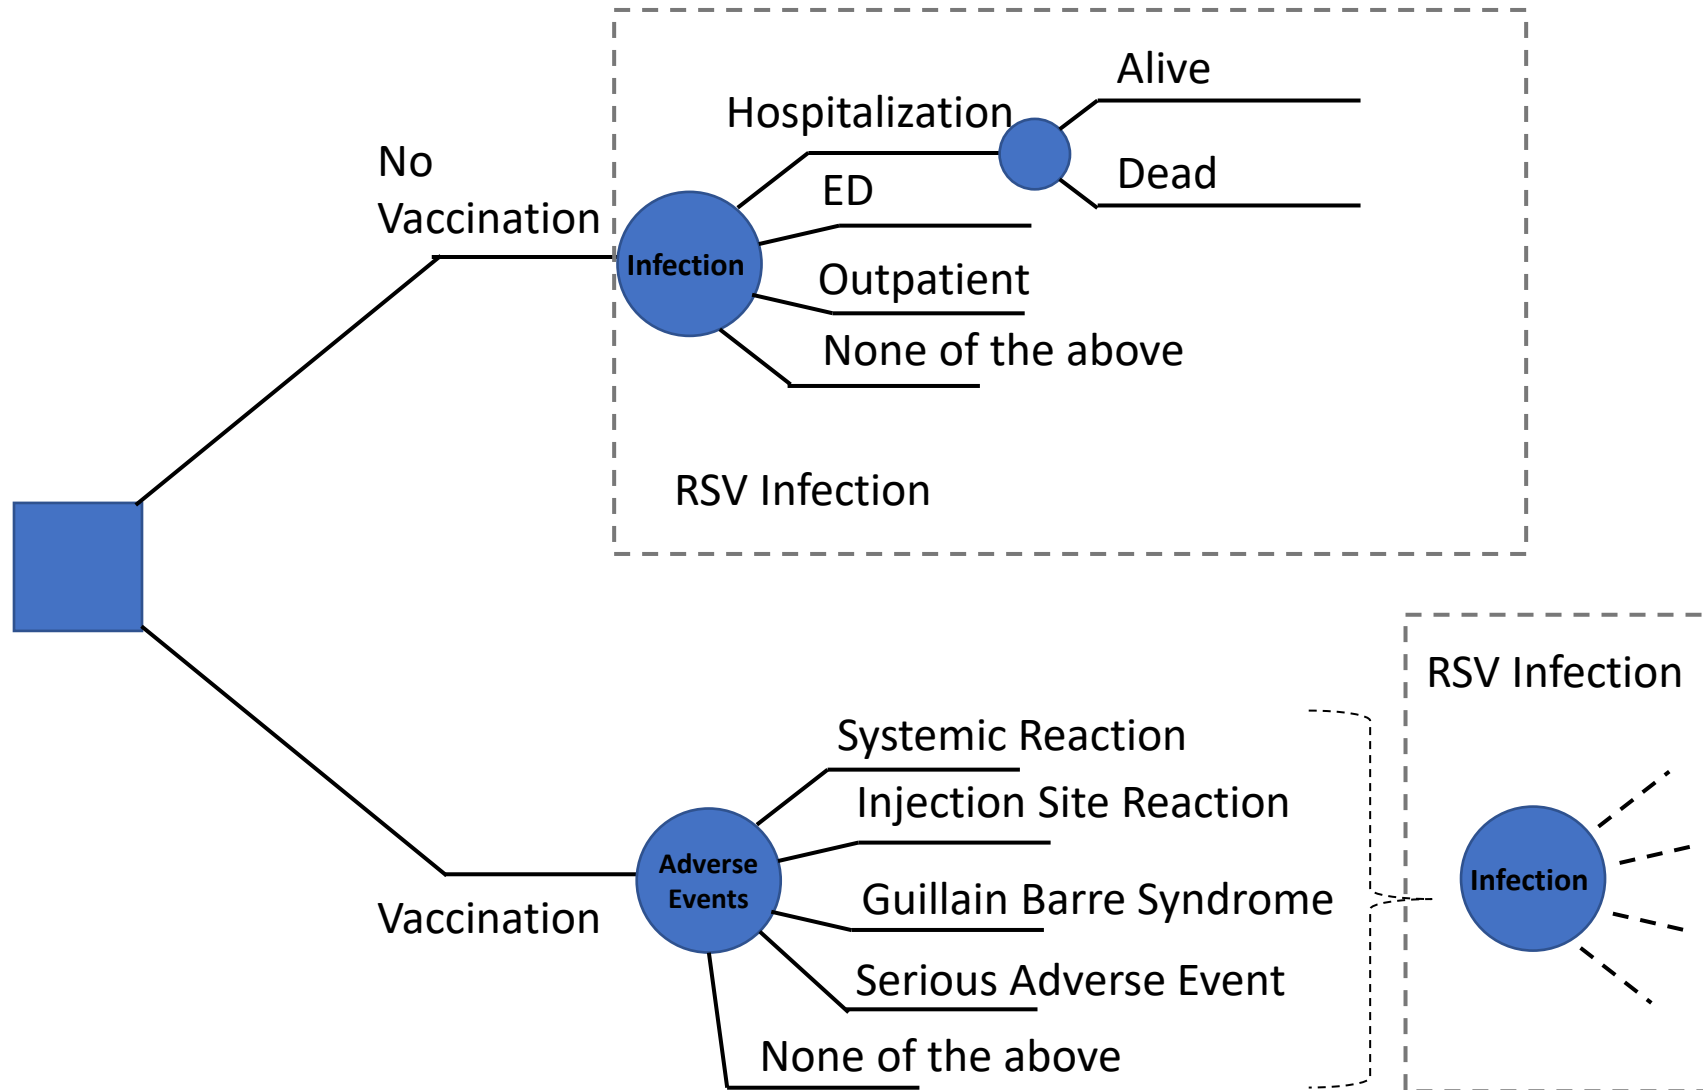 Alive
Hospitalization
No
Vaccination
ED
Dead
Infection
Outpatient
None of the above
RSV Infection
RSV Infection
Systemic Reaction
Injection Site Reaction
Adverse
Events
Guillain Barre Syndrome
Infection
Vaccination
Serious Adverse Event
None of the above